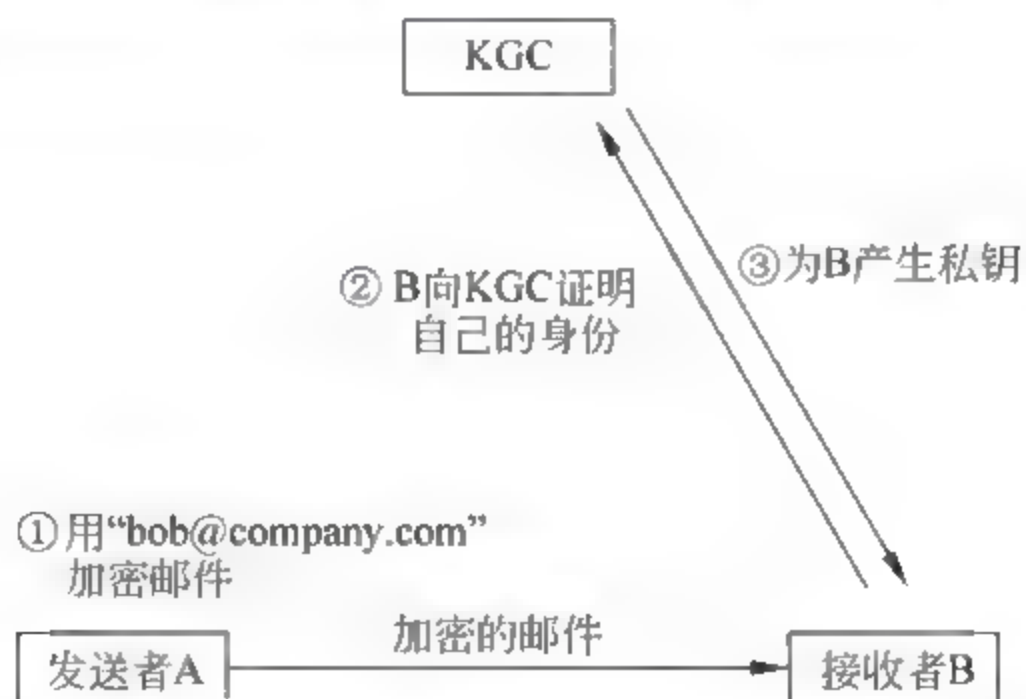 KGC
② B向KGC证明
自己的身份
③为B产生私钥
①用“bob@company.com”
加密邮件
加密的邮件
发送者A
接收者B